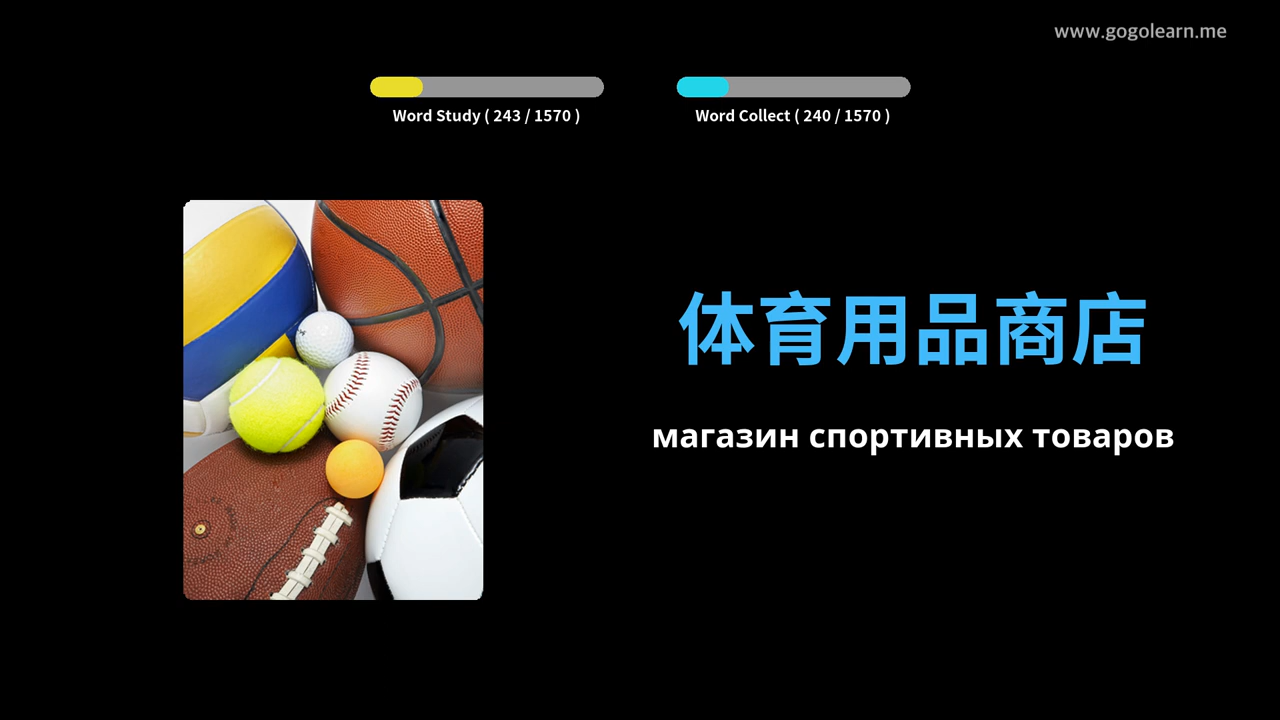 www.gogolearn.me
Word Study ( 243 / 1570 )
Word Collect ( 240 / 1570 )
体育用品商店
магазин спортивных товаров